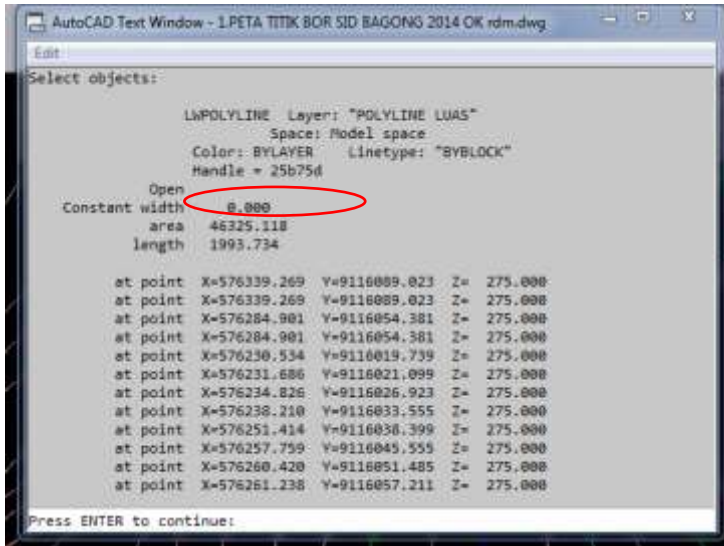 AutoCAD Text Window - 1.PETA TITIK BOR SID BAGONG 2014 OK rdm.dwg
Edit
Select objects:
LWPOLYLINE Layer: "POLYLINE LUAS"
Space: Model space
Color: BYLAYER Linetype: "BYBLOCK"
Handle = 25b75d
Open
Constant width 0.000
area 46325.118
length 1993.734
at point X=576339.269 Y=9116089.023 Z= 275.000
at point X=576339.269 Y=9116089.023 Z= 275.000
at point X=576284.901 Y=9116054.381 Z= 275.000
at point X=576284.901 Y=9116054.381 Z= 275.000
at point X=576230.534 Y=9116019.739 Z= 275.000
at point X=576231.686 Y=9116021.099 Z= 275.000
at point X=576234.826 Y=9116026.923 Z= 275.000
at point X=576238.210 Y=9116033.555 Z= 275.000
at point X=576251.414 Y=9116038.399 Z= 275.000
at point X=576257.759 Y=9116045.555 Z= 275.000
at point X=576260.420 Y=9116051.485 Z= 275.000
at point X=576261.238 Y=9116057.211 Z= 275.000
Press ENTER to continue: